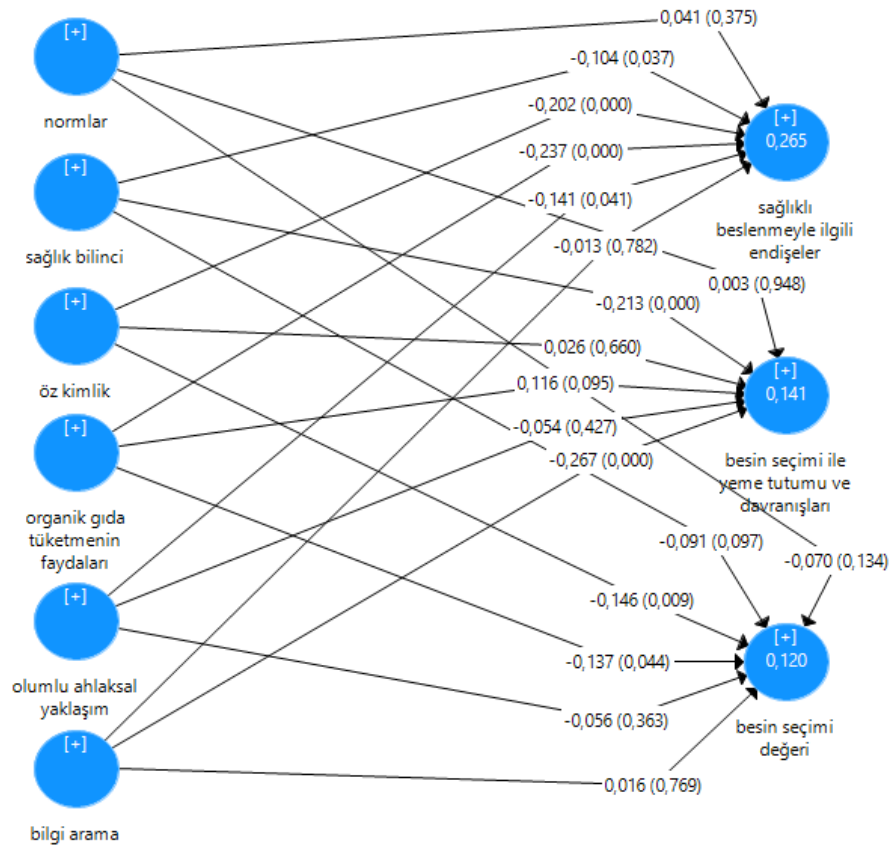 [+]
normlar
[+]
sağlık bilinci
[+]
öz kimlik
[+]
organik gıda
tüketmenin
faydaları
[+]
olumlu ahlaksal
yaklaşım
[+]
bilgi arama
0,041 (0,375)
-0,104 (0,037)
-0,202 (0,000)
-0,237 (0,000)
-0,141 (0,041)
-0,013 (0,782)
0,003 (0,948)
-0,213 (0,000)
0,026 (0,660)
0,116 (0,095)
-0,054 (0,427)
-0,267 (0,000)
-0,091 (0,097)
-0,070 (0,134)
-0,146 (0,009)
-0,137 (0,044)
-0,056 (0,363)
0,016 (0,769)
[+]
0,265
sağlıklı
beslenmeyle ilgili
endişeler
[+]
0,141
besin seçimi ile
yeme tutumu ve
davranışları
[+]
0,120
besin seçimi
değeri